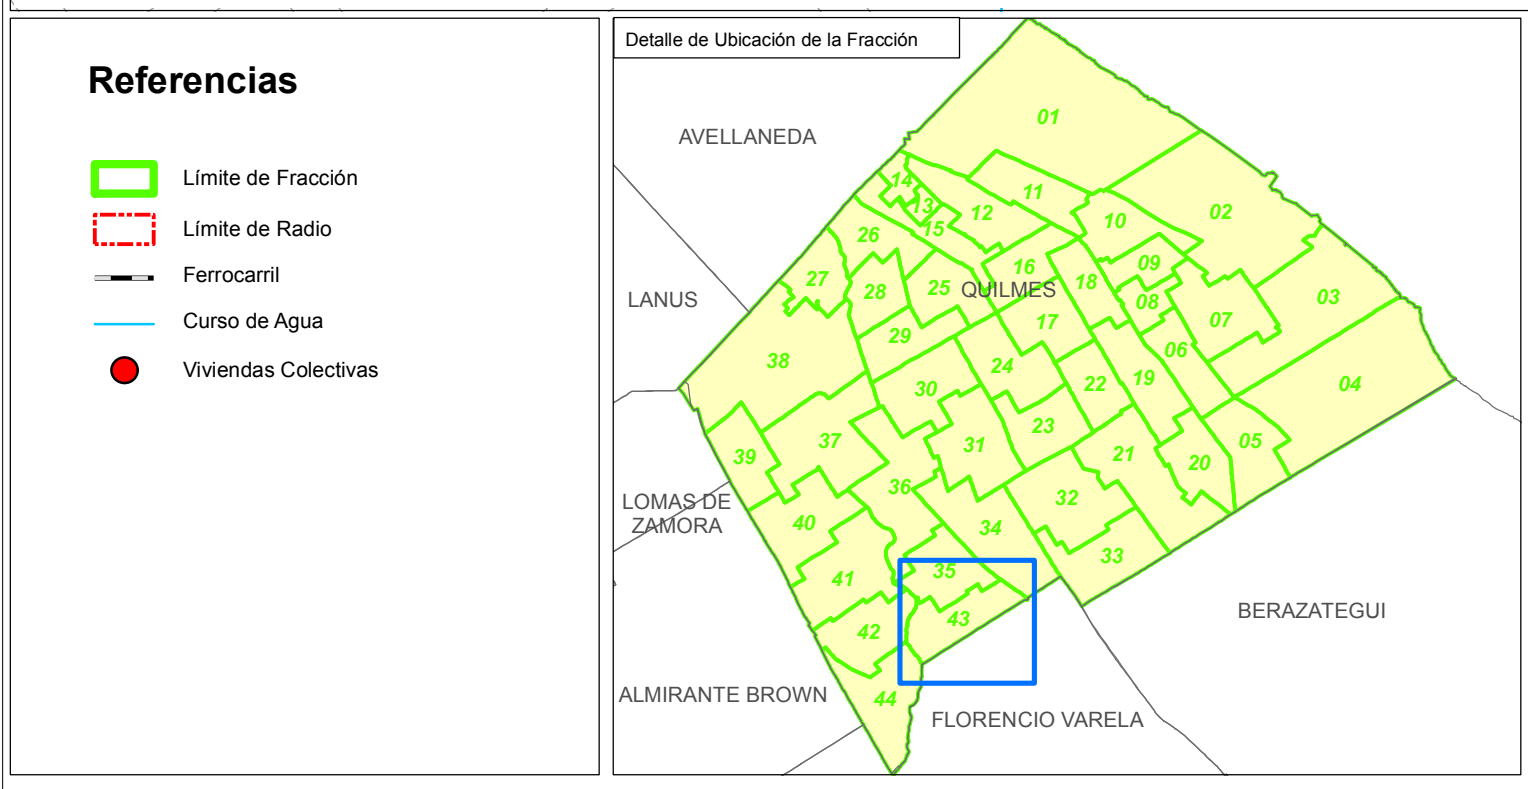 Referencias
Límite de Fracción
Límite de Radio
Ferrocarril
Curso de Agua
Viviendas Colectivas
Detalle de Ubicación de la Fracción
AVELLANEDA
01
14
11
13
12
02
10
15
26
09
16
27
18
28
25
QUILMES
03
LANUS
08
17
07
29
06
38
24
19
22
04
30
23
37
31
05
39
21
20
36
32
LOMAS DE
ZAMORA
40
34
33
35
41
43
BERAZATEGUI
42
ALMIRANTE BROWN
44
FLORENCIO VARELA